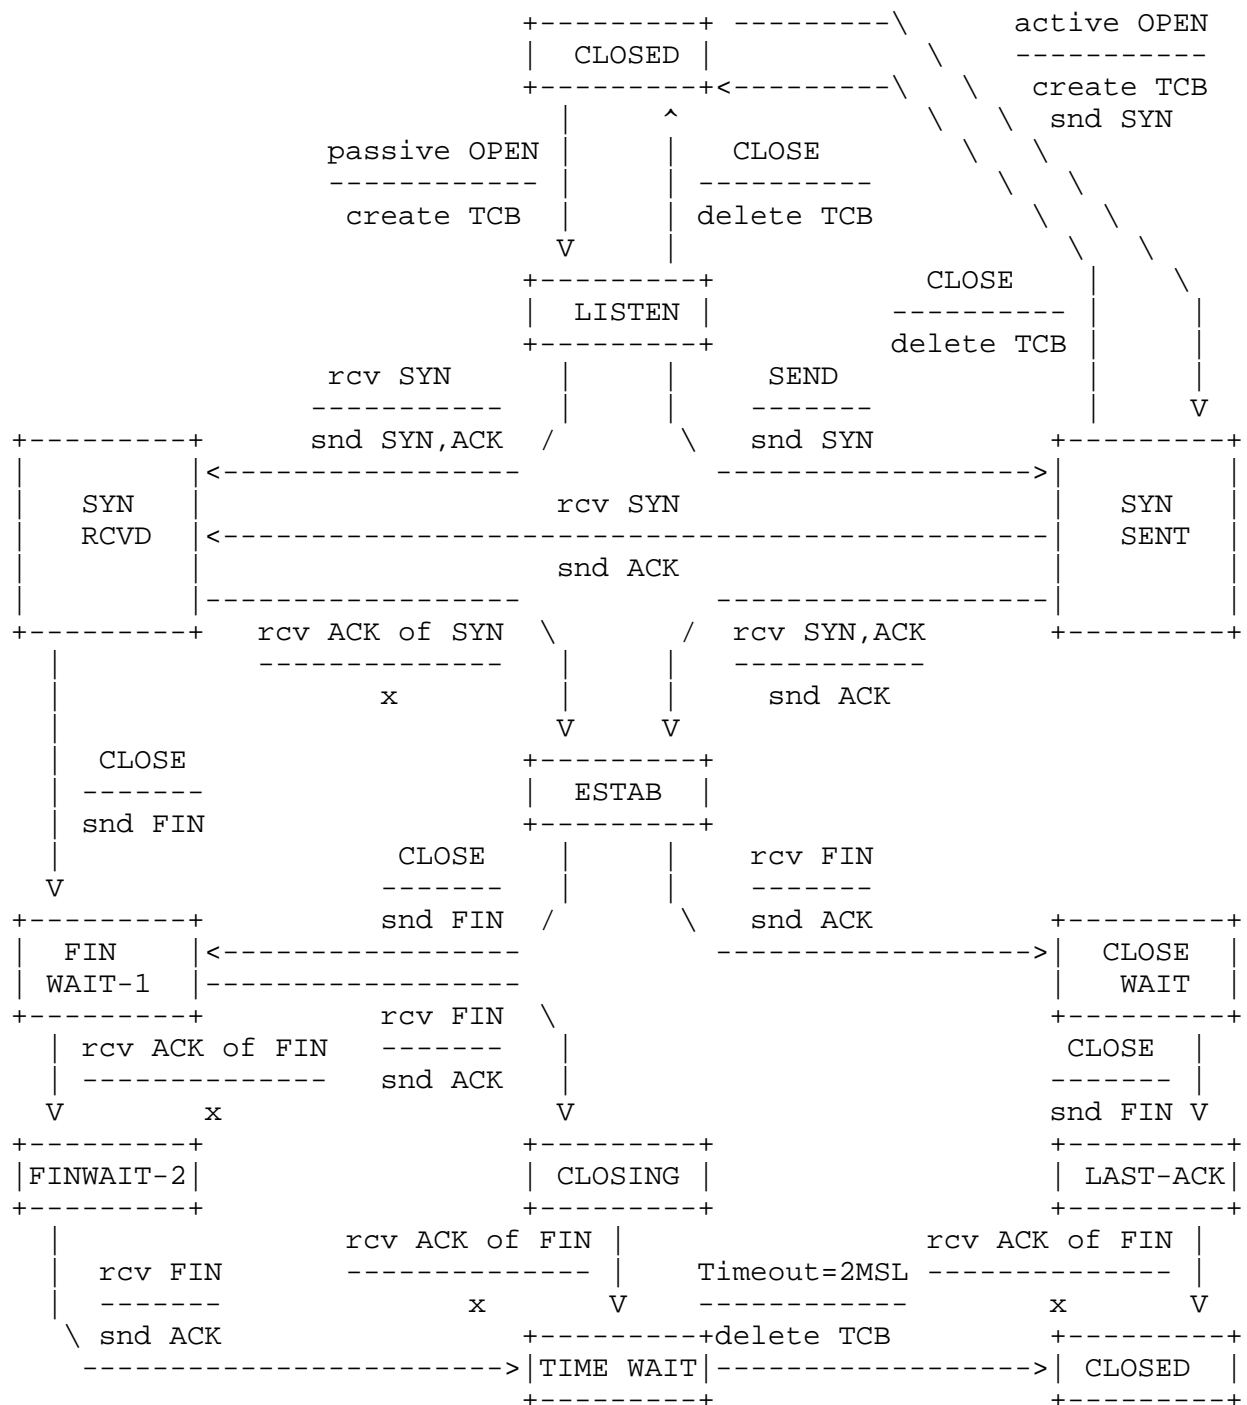 +---------+ ---------\      active OPEN
|  CLOSED |            \    -----------
+---------+<---------\   \   create TCB
|     ^              \   \  snd SYN
passive OPEN |     |   CLOSE        \   \
------------ |     | ----------       \   \
create TCB  |     | delete TCB         \   \
V     |                      \   \
+---------+            CLOSE    |    \
|  LISTEN |          ---------- |     |
+---------+          delete TCB |     |
rcv SYN      |     |     SEND              |     |
-----------   |     |    -------            |     V
+---------+      snd SYN,ACK  /       \   snd SYN          +---------+
|         |<-----------------           ------------------>|         |
|   SYN   |                    rcv SYN                     |   SYN   |
|   RCVD  |<-----------------------------------------------|   SENT  |
|         |                    snd ACK                     |         |
|         |------------------           -------------------|         |
+---------+   rcv ACK of SYN  \       /  rcv SYN,ACK       +---------+
|           --------------   |     |   -----------
|                  x         |     |     snd ACK
|                            V     V
|  CLOSE                   +---------+
| -------                  |  ESTAB  |
| snd FIN                  +---------+
|                   CLOSE    |     |    rcv FIN
V                  -------   |     |    -------
+---------+          snd FIN  /       \   snd ACK          +---------+
|  FIN    |<-----------------           ------------------>|  CLOSE  |
| WAIT-1  |------------------                              |   WAIT  |
+---------+          rcv FIN  \                            +---------+
| rcv ACK of FIN   -------   |                            CLOSE  |
| --------------   snd ACK   |                           ------- |
V        x                   V                           snd FIN V
+---------+                  +---------+                   +---------+
|FINWAIT-2|                  | CLOSING |                   | LAST-ACK|
+---------+                  +---------+                   +---------+
|                rcv ACK of FIN |                 rcv ACK of FIN |
|  rcv FIN       -------------- |    Timeout=2MSL -------------- |
|  -------              x       V    ------------        x       V
\ snd ACK                 +---------+delete TCB         +---------+
------------------------>|TIME WAIT|------------------>| CLOSED  |
+---------+                   +---------+